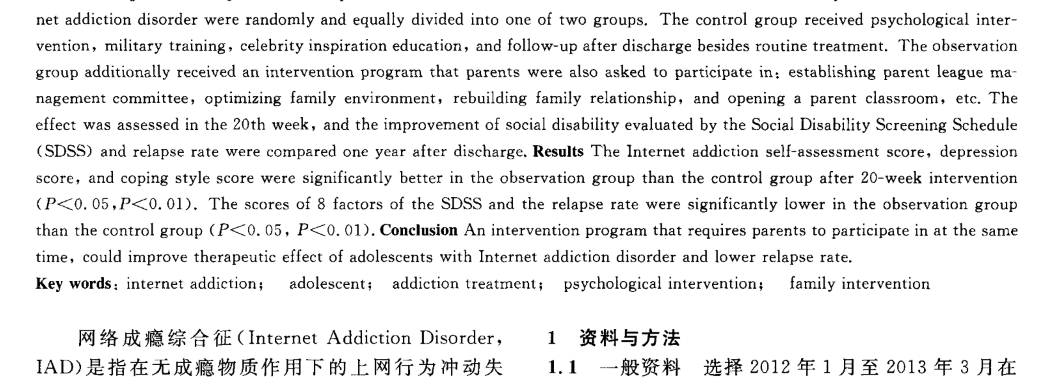 net addiction disorder were randomly and equally divided into one of two groups. The control group received psychological inter-
vention, military training, celebrity inspiration education, and follow-up after discharge besides routine treatment. The observation
group additionally received an intervention program that parents were also asked to participate in: establishing parent league ma-
nagement committee, optimizing family environment, rebuilding family relationship, and opening a parent classroom, etc. The
effect was assessed in the 20th week, and the improvement of social disability evaluated by the Social Disability Screening Schedule
(SDSS) and relapse rate were compared one year after discharge. Results The Internet addiction self-assessment score, depression
score, and coping style score were significantly better in the observation group than the control group after 20-week intervention
(P<0.05,P<0.01). The scores of 8 factors of the SDSS and the relapse rate were significantly lower in the observation group
than the control group (P<0.05, P<0.01). Conclusion An intervention program that requires parents to participate in at the same
time, could improve therapeutic effect of adolescents with Internet addiction disorder and lower relapse rate.
Key words: internet addiction; adolescent; addiction treatment; psychological intervention; family intervention
网络成瘾综合征(Internet Addiction Disorder,
IAD)是指在无成瘾物质作用下的上网行为冲动失
1 资料与方法
1.1 一般资料 选择2012年1月至2013年3月在